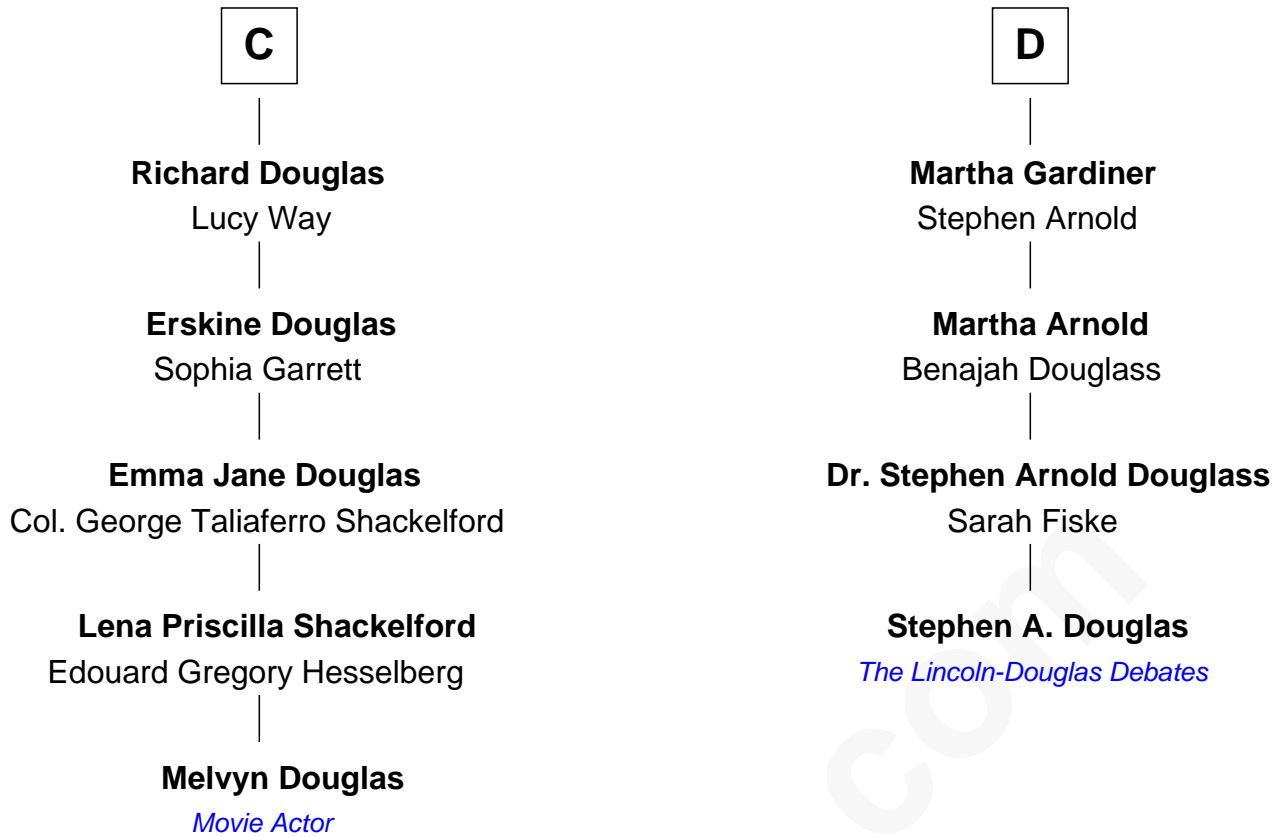 C
Richard Douglas
Lucy Way
Erskine Douglas
Sophia Garrett
Emma Jane Douglas
Col. George Taliaferro Shackelford
Lena Priscilla Shackelford
Edouard Gregory Hesselberg
Melvyn Douglas
Movie Actor
D
Martha Gardiner
Stephen Arnold
Martha Arnold
Benajah Douglass
Dr. Stephen Arnold Douglass
Sarah Fiske
Stephen A. Douglas
The Lincoln-Douglas Debates
com